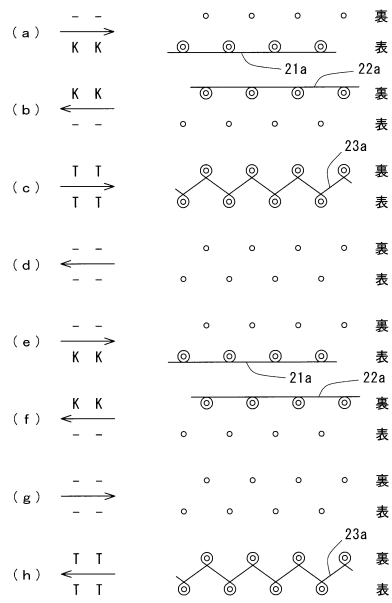 － － 裏
(a) K K 表
21a
22a
(b) K K 裏
－ － 表
23a
(c) T T 裏
T T 表
(d) － － 裏
－ － 表
(e) － － 裏
K K 表
21a
22a
(f) K K 裏
－ － 表
(g) － － 裏
－ － 表
23a
(h) T T 裏
T T 表